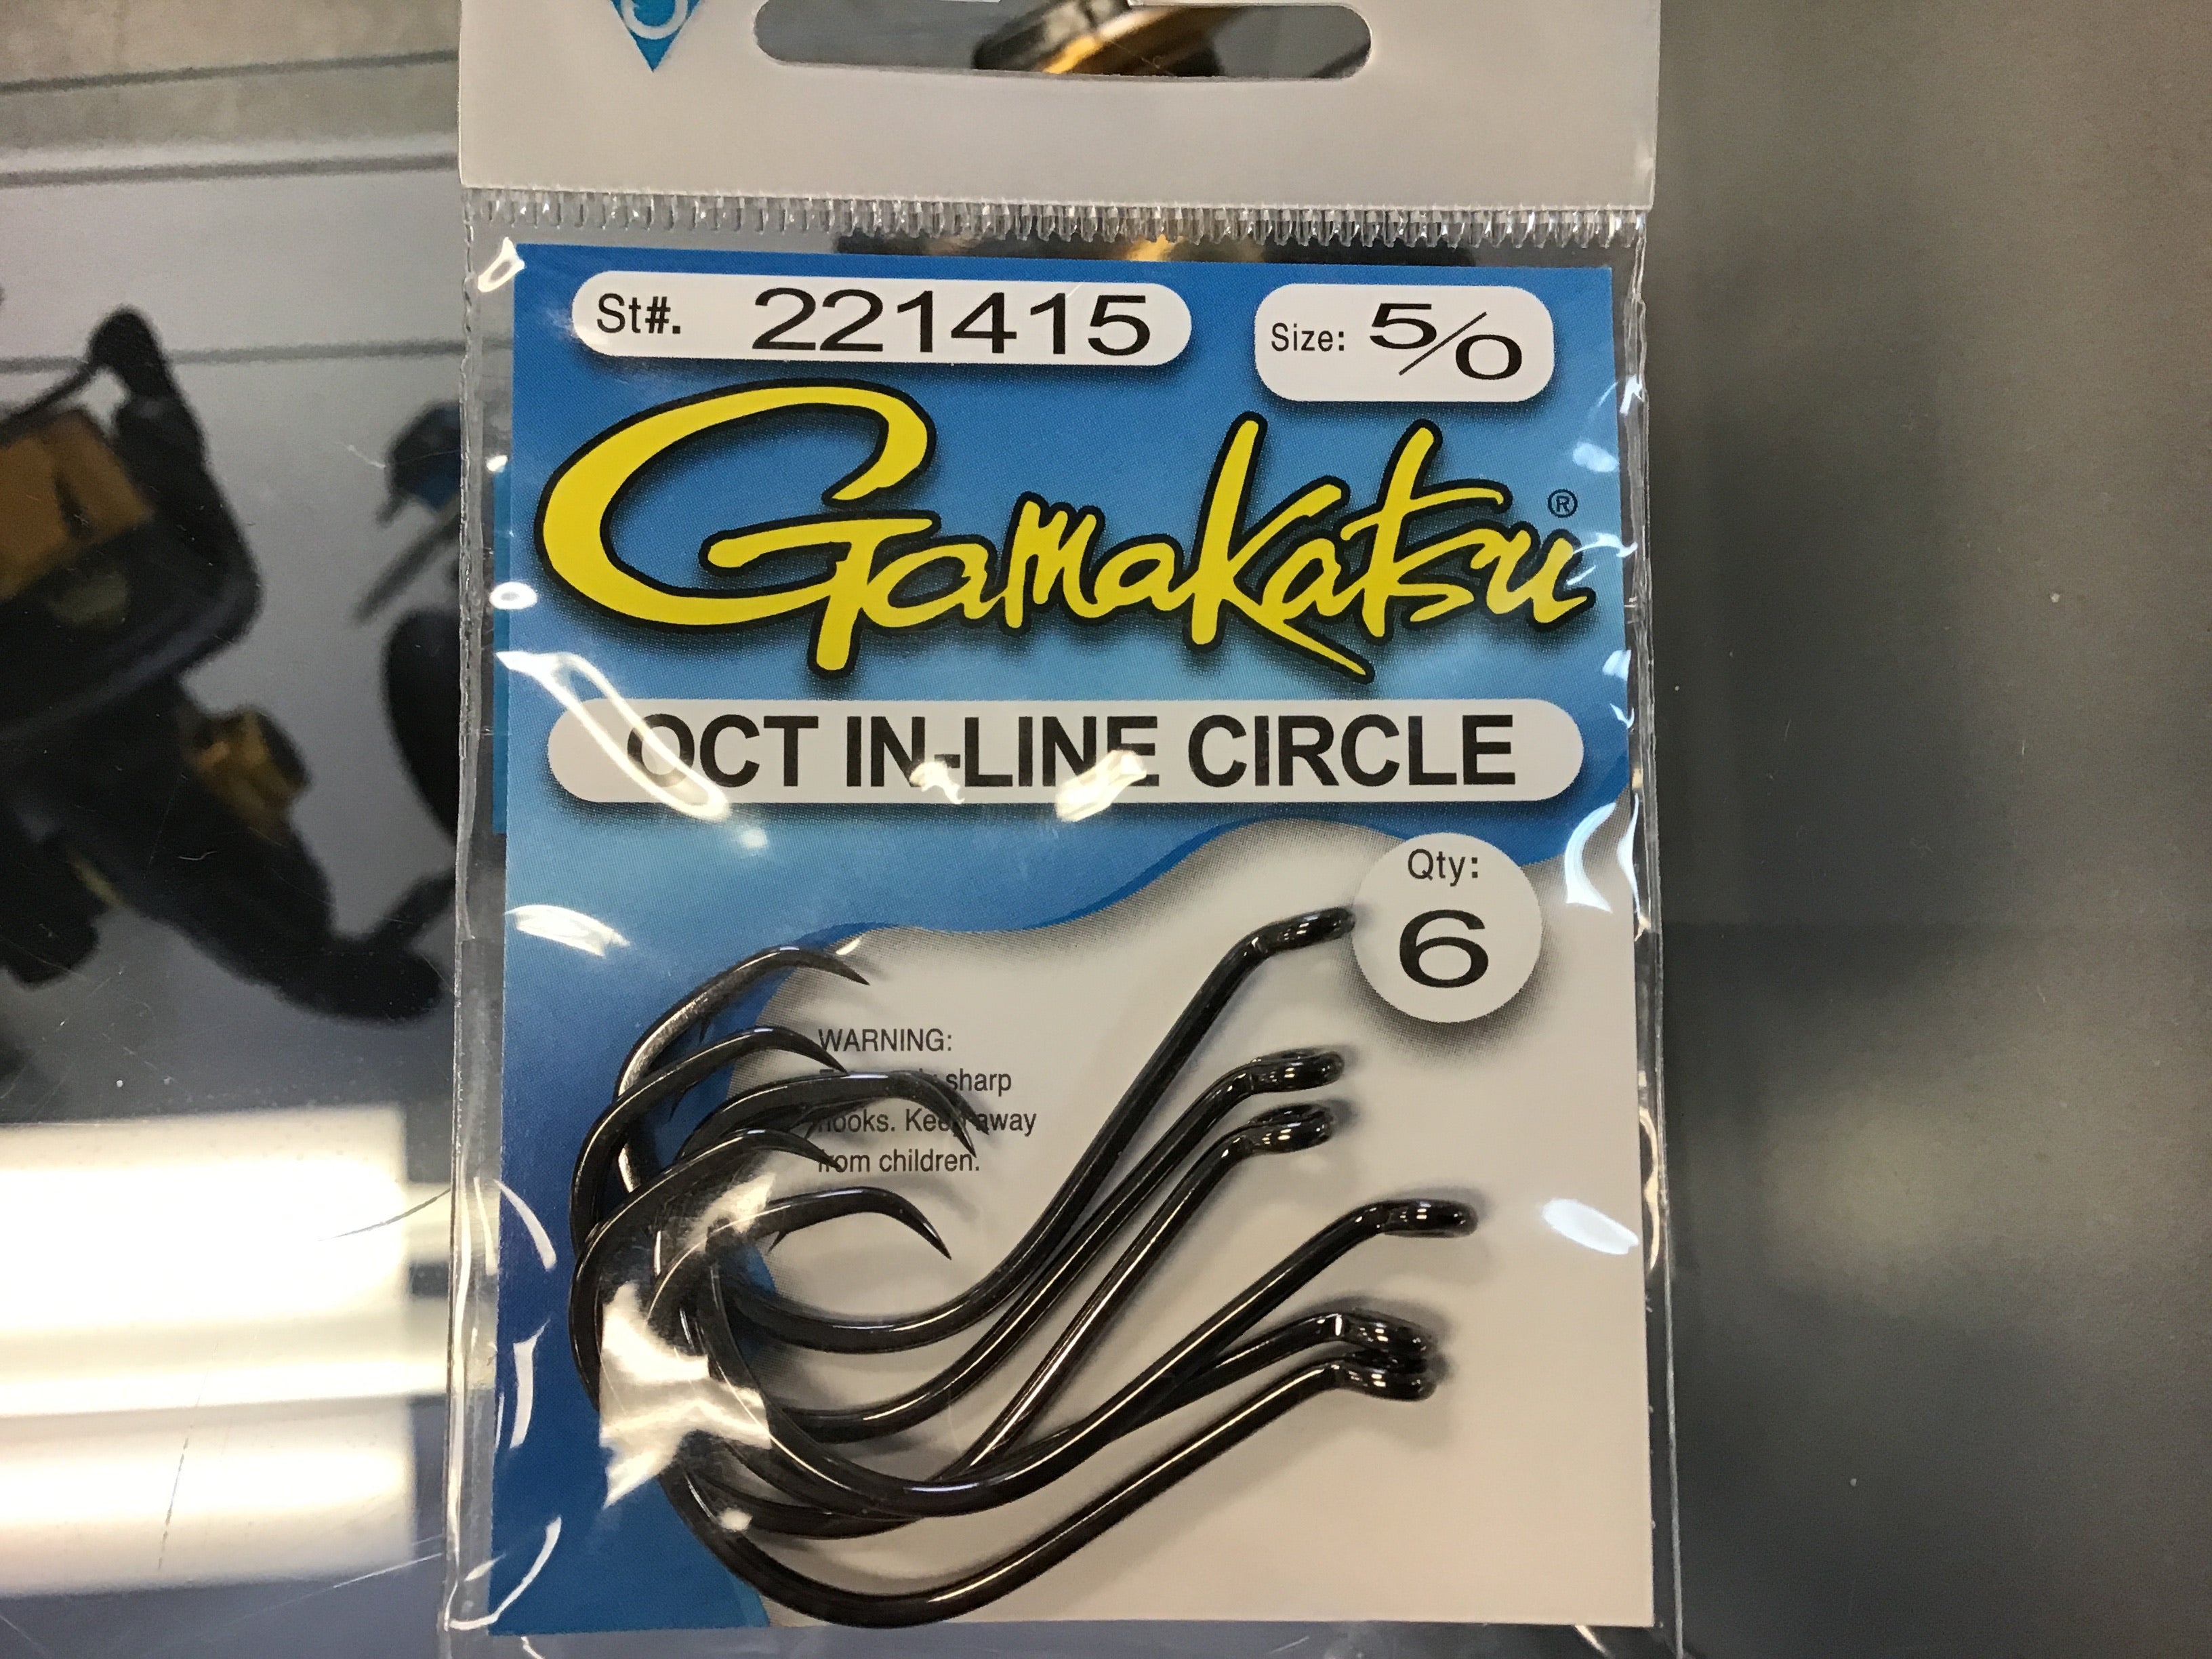 St#. 221415
Size: 5/0
Gamakatsu®
OCT IN-LINE CIRCLE
Qty:
6
WARNING:
sharp
hooks. Keep away
from children.